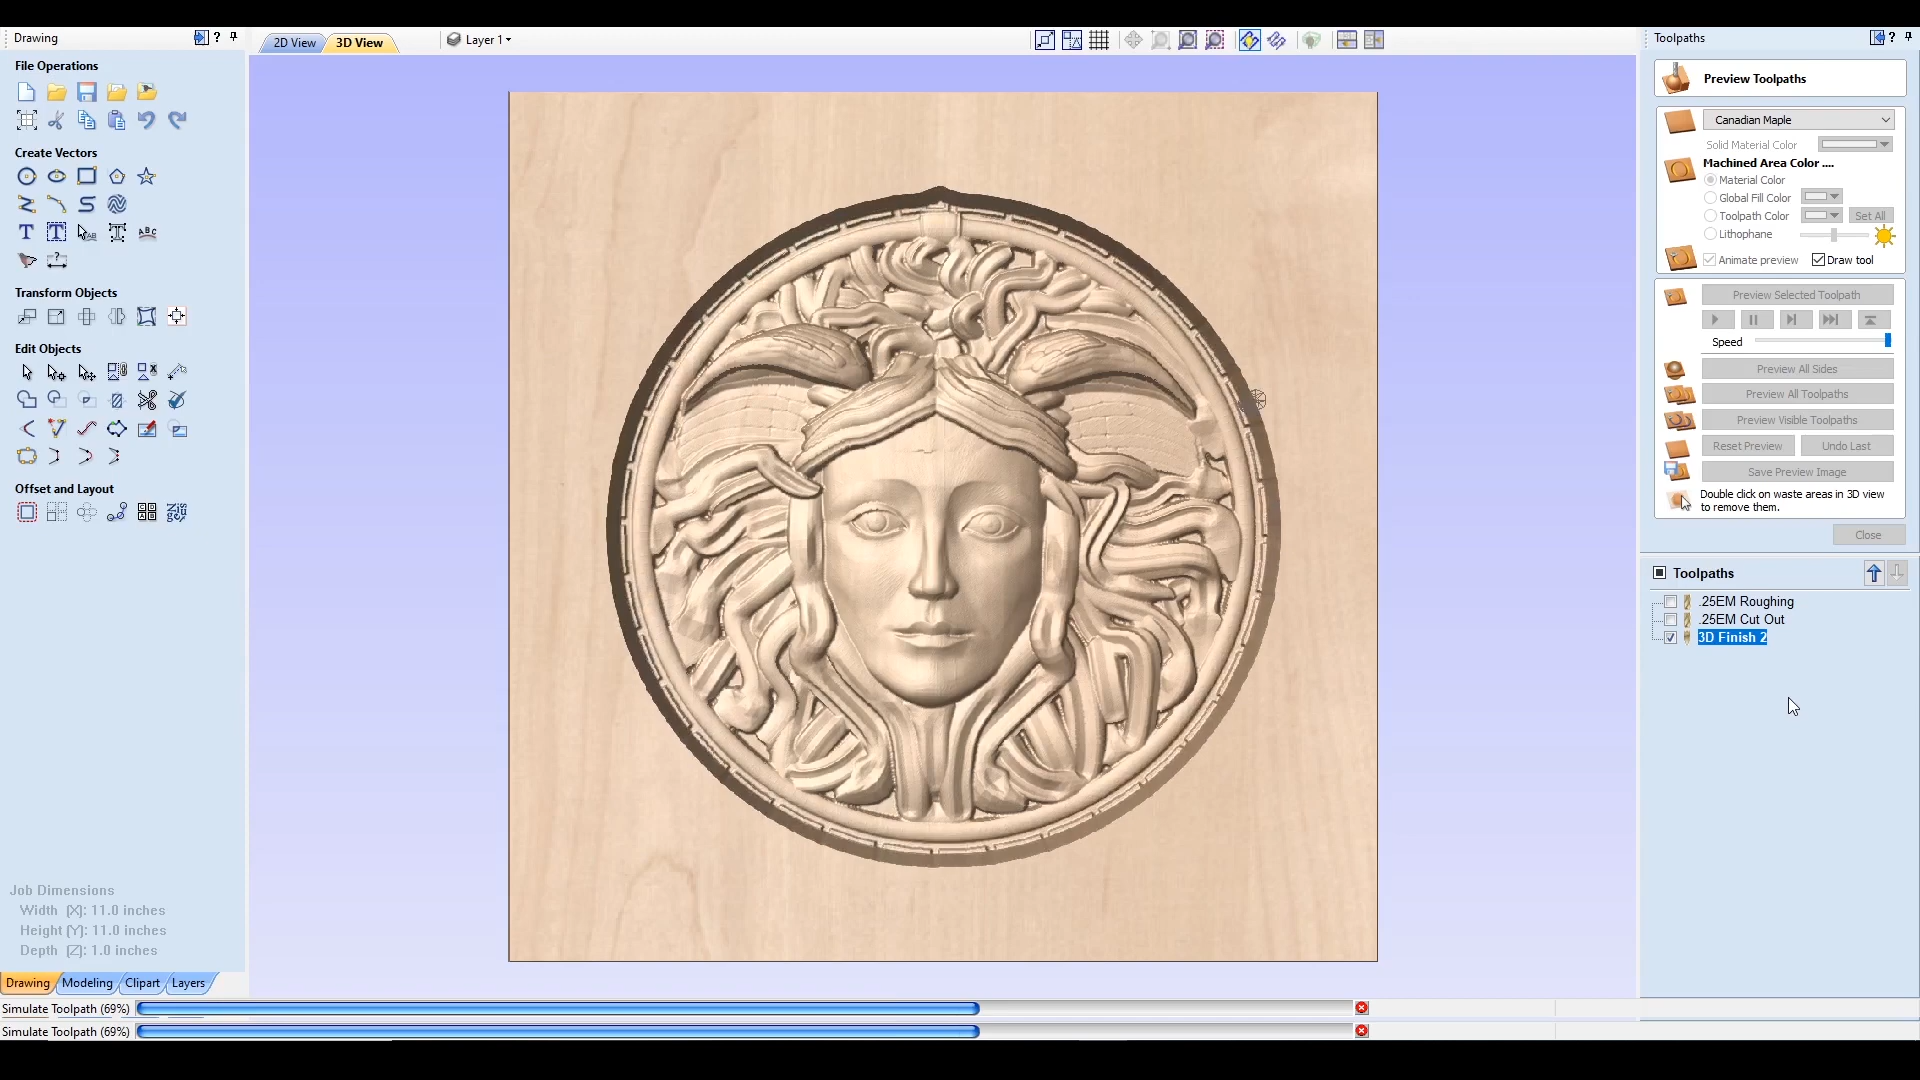 Drawing
?
File Operations
Create Vectors
Transform Objects
Edit Objects
Offset and Layout
Job Dimensions
Width (X): 11.0 inches
Height (Y): 11.0 inches
Depth (Z): 1.0 inches
Drawing
Modeling
Clipart
Layers
Simulate Toolpath (69%)
Simulate Toolpath (69%)
2D View
3D View
Layer 1
Toolpaths
?
Preview Toolpaths
Canadian Maple
Solid Material Color
Machined Area Color ....
Material Color
Global Fill Color
Toolpath Color
Set All
Lithophane
Animate preview
Draw tool
Preview Selected Toolpath
Speed
Preview All Sides
Preview All Toolpaths
Preview Visible Toolpaths
Reset Preview
Undo Last
Save Preview Image
Double click on waste areas in 3D view
to remove them.
Close
Toolpaths
.25EM Roughing
.25EM Cut Out
3D Finish 2